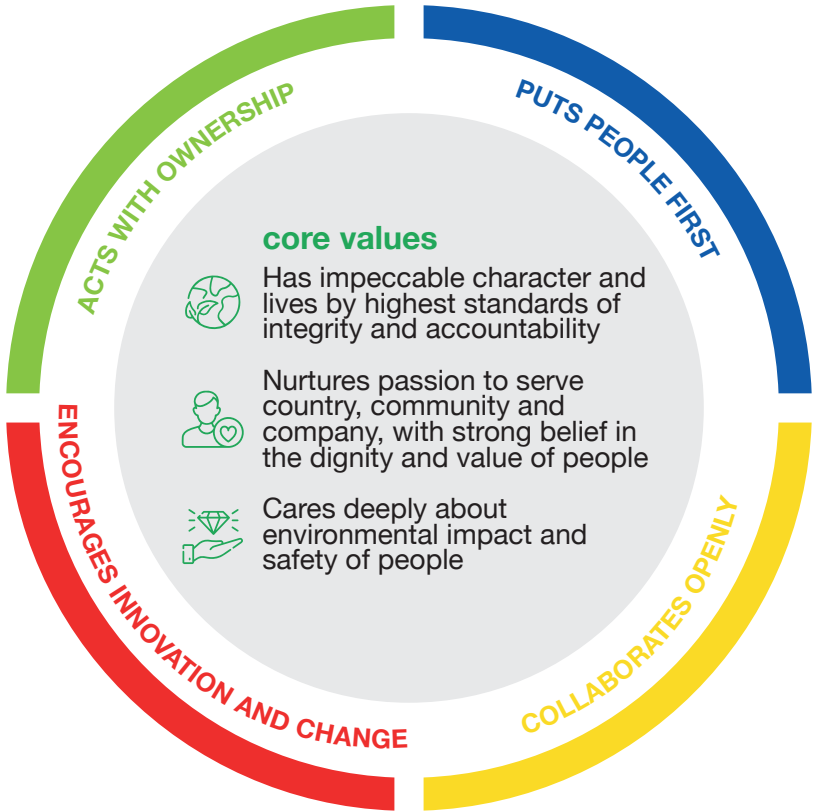 ACTS WITH OWNERSHIP
PUTS PEOPLE FIRST
core values
Has impeccable character and
lives by highest standards of
integrity and accountability
Nurtures passion to serve
country, community and
company, with strong belief in
the dignity and value of people
Cares deeply about
environmental impact and
safety of people
ENCOURAGES INNOVATION AND CHANGE
COLLABORATES OPENLY